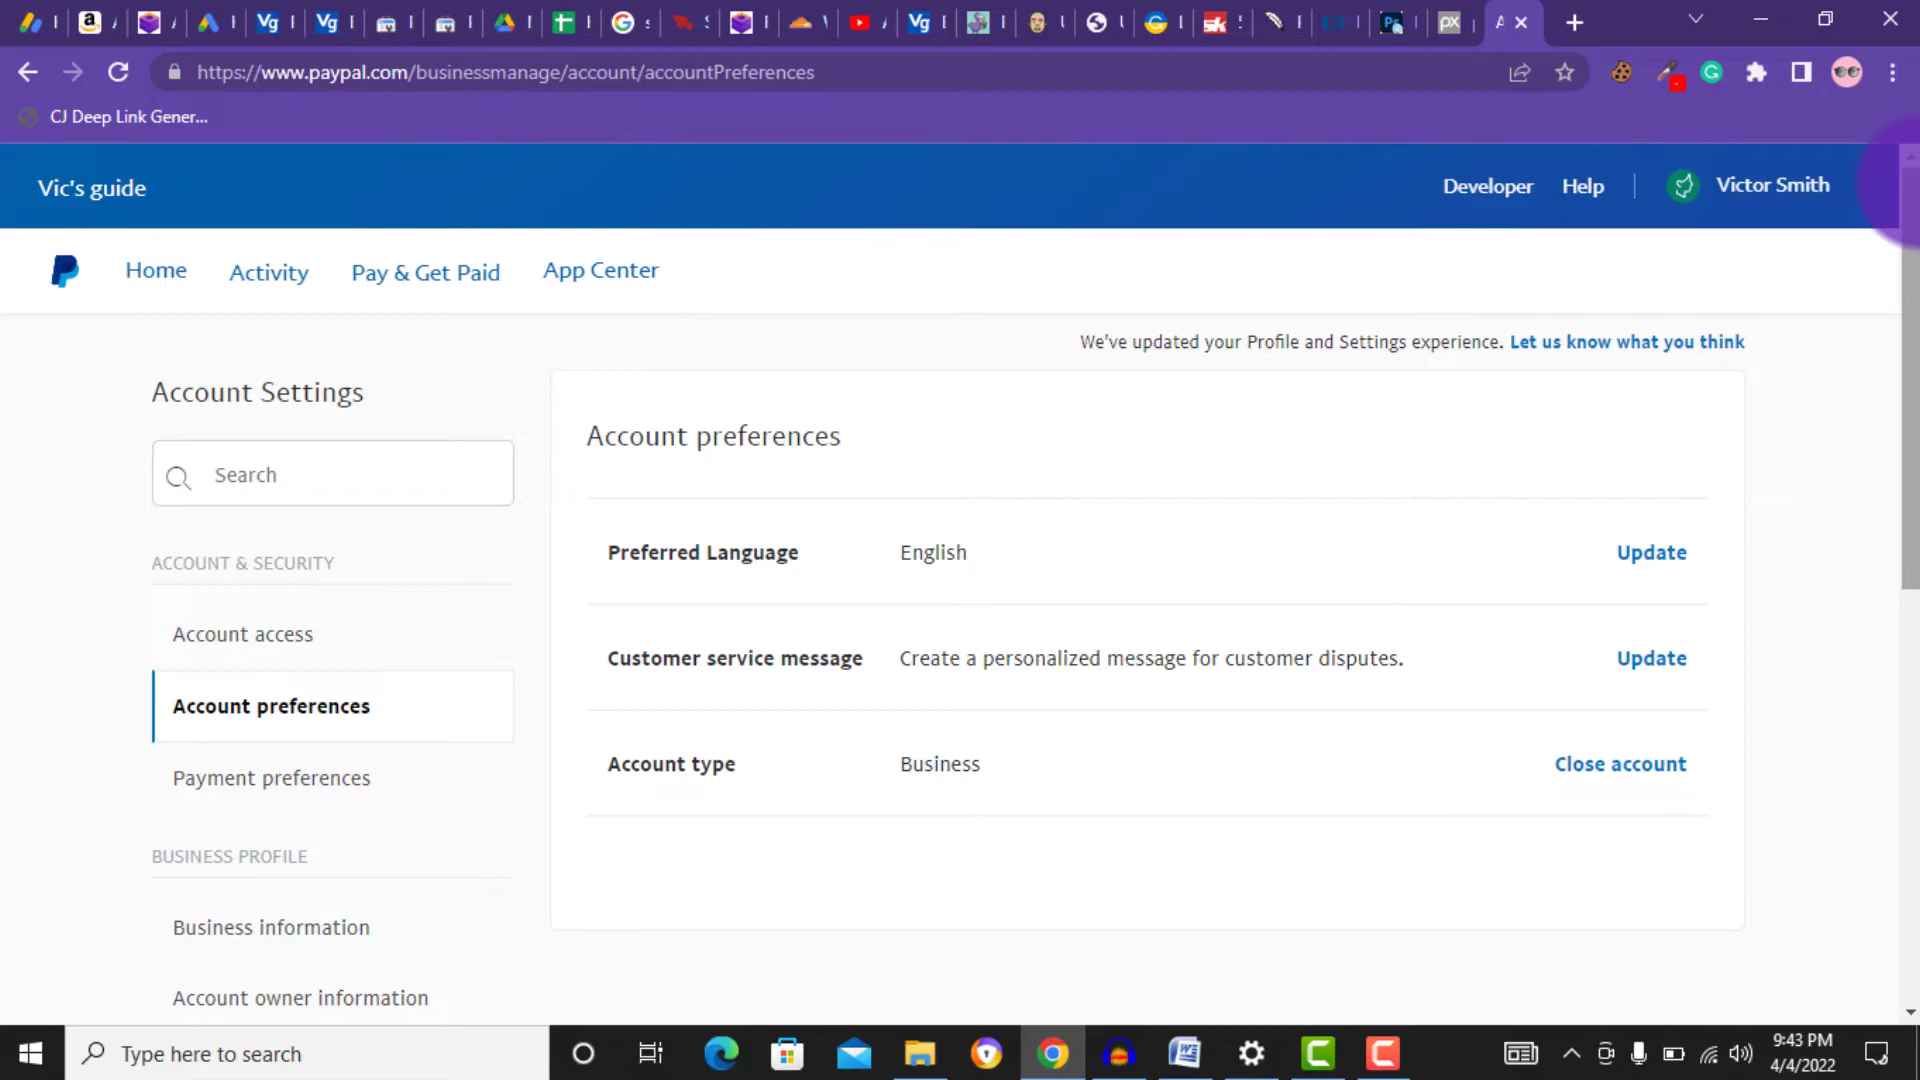 https://www.paypal.com/businessmanage/account/accountPreferences
CJ Deep Link Gener...
Vic's guide
Developer
Help
Victor Smith
Home
Activity
Pay & Get Paid
App Center
We've updated your Profile and Settings experience. Let us know what you think
Account Settings
Search
ACCOUNT & SECURITY
Account access
Account preferences
Payment preferences
BUSINESS PROFILE
Business information
Account owner information
Account preferences
Preferred Language English Update
Customer service message Create a personalized message for customer disputes. Update
Account type Business Close account
Type here to search
9:43 PM
4/4/2022